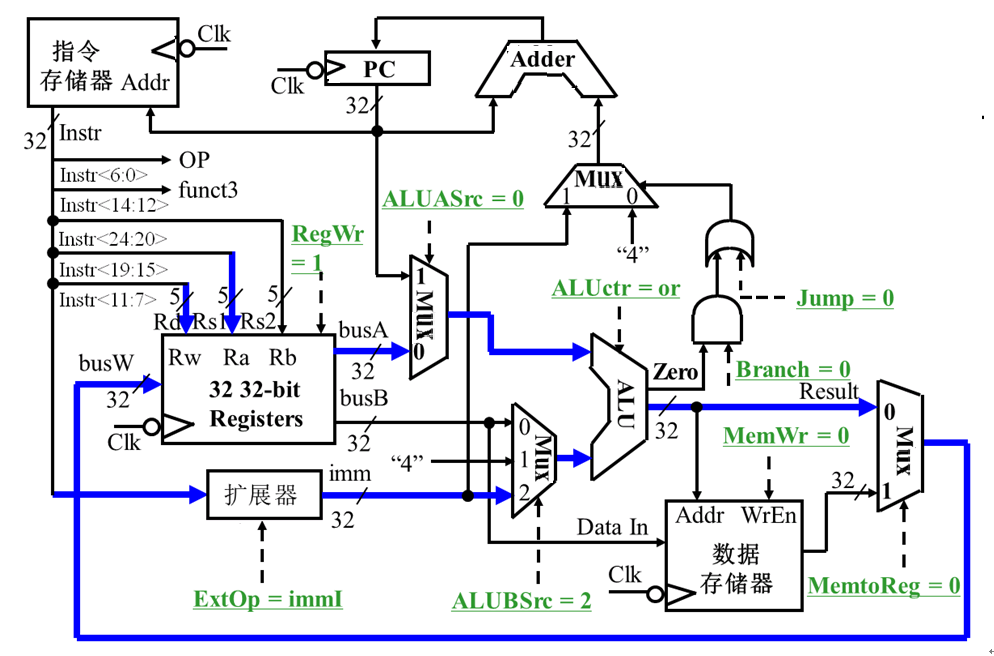 指令
存储器
Addr
Clk
Clk
PC
32
Adder
32
Instr
32
OP
Instr<6:0>
funct3
Instr<14:12>
Instr<24:20>
Instr<19:15>
Instr<11:7>
Mux
1
0
“4”
ALUASrc = 0
RegWr
= 1
ALUctr = or
Jump = 0
5
5
5
Rd
Rs1
Rs2
busA
32
1
Mux
0
busW
32
Rw
Ra
Rb
32 32-bit
Registers
Clk
busB
32
Zero
Branch = 0
ALU
32
Result
MemWr = 0
0
Mux
1
“4”
0
1
2
Mux
扩展器
imm
32
Data In
Addr
WrEn
数据
存储器
Clk
32
ExtOp = immI
ALUBSrc = 2
MemtoReg = 0